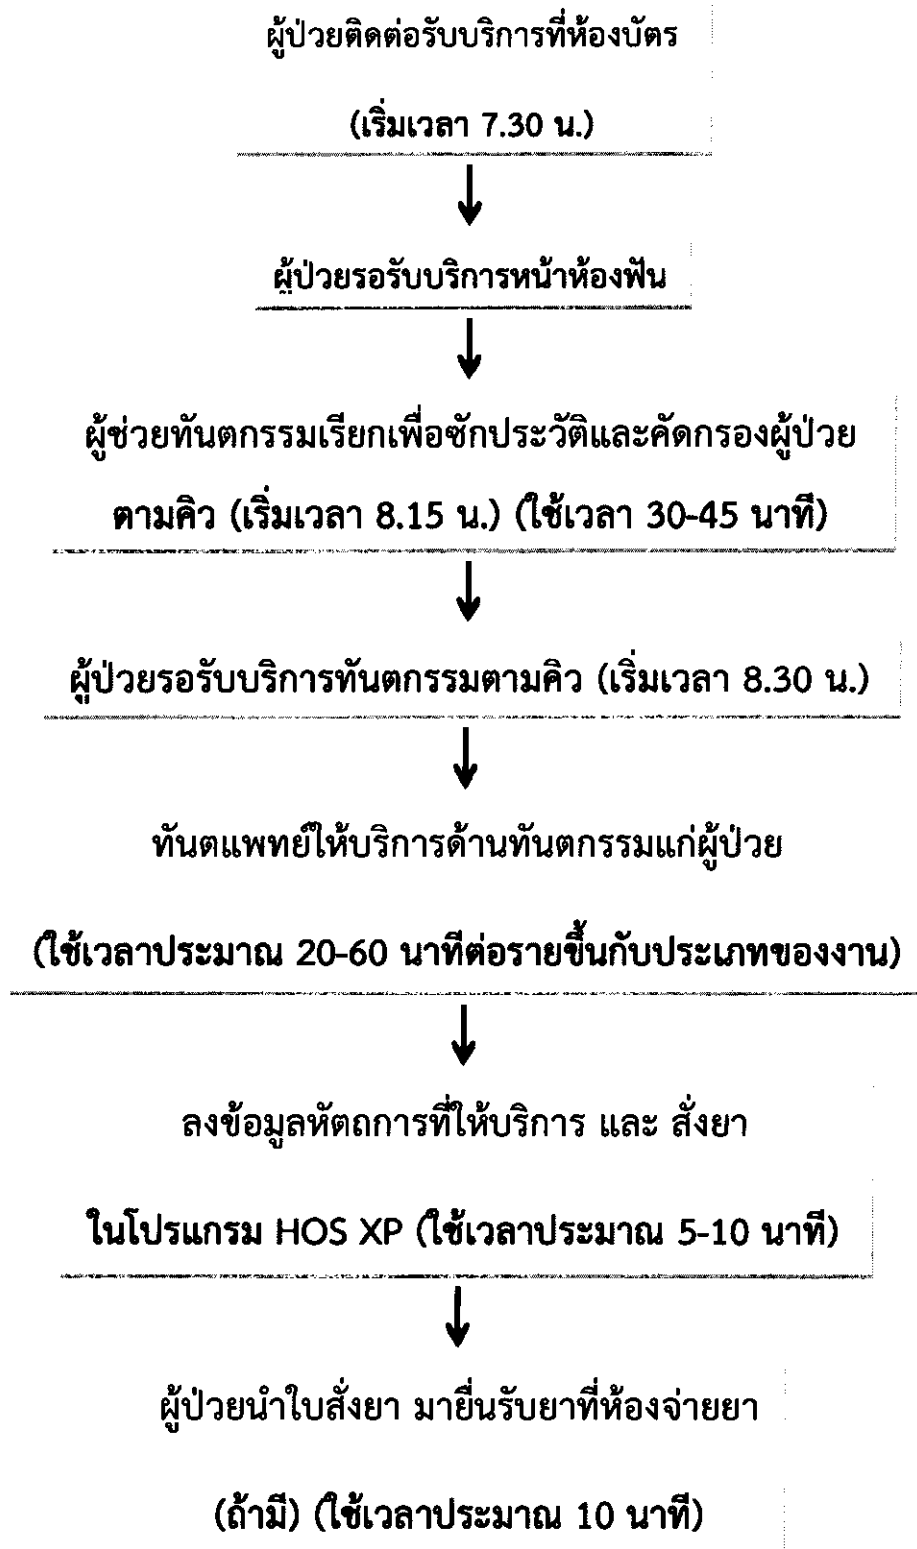 ผู้ป่วยติดต่อรับบริการที่ห้องบัตร
(เริ่มเวลา 7.30 น.)
ผู้ป่วยรอรับบริการหน้าห้องฟัน
ผู้ช่วยทันตกรรมเรียกเพื่อซักประวัติและคัดกรองผู้ป่วย
ตามคิว (เริ่มเวลา 8.15 น.) (ใช้เวลา 30-45 นาที)
ผู้ป่วยรอรับบริการทันตกรรมตามคิว (เริ่มเวลา 8.30 น.)
ทันตแพทย์ให้บริการด้านทันตกรรมแก่ผู้ป่วย
(ใช้เวลาประมาณ 20-60 นาทีต่อรายขึ้นกับประเภทของงาน)
ลงข้อมูลหัตถการที่ให้บริการ และ สั่งยา
ในโปรแกรม HOS XP (ใช้เวลาประมาณ 5-10 นาที)
ผู้ป่วยนำใบสั่งยา มายื่นรับยาที่ห้องจ่ายยา
(ถ้ามี) (ใช้เวลาประมาณ 10 นาที)